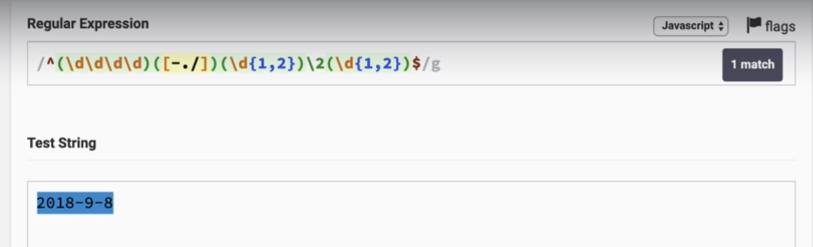 Regular Expression
Javascript
flags
/^(\d\d\d\d)([-./])(\d{1,2})\2(\d{1,2})$/g
1 match
Test String
2018-9-8